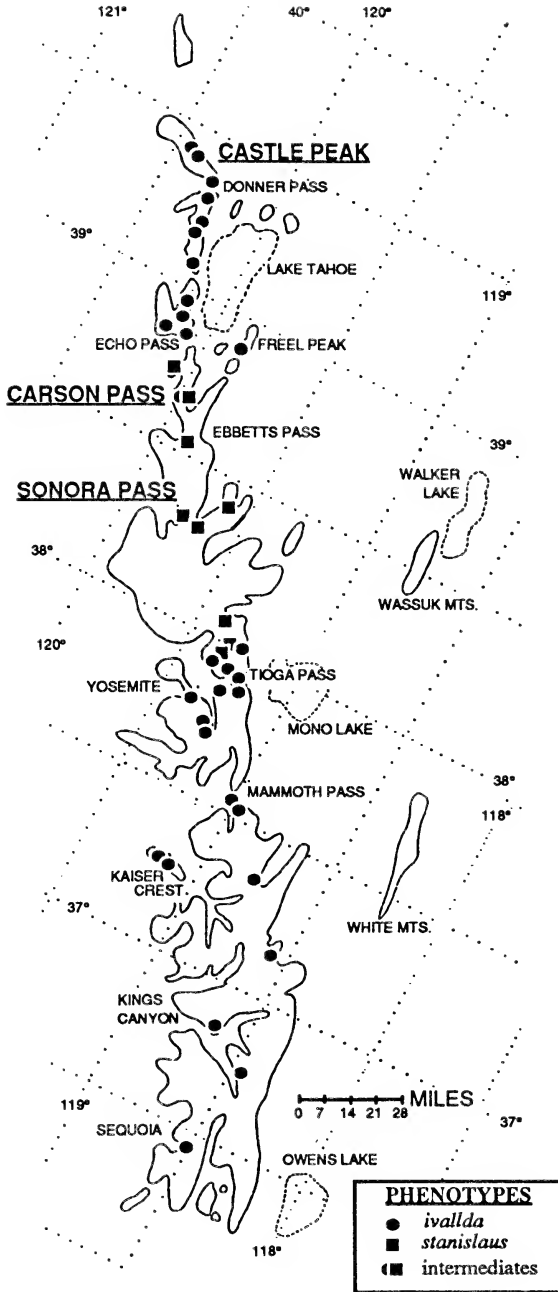 121°
40°
120°
CASTLE PEAK
DONNER PASS
39°
LAKE TAHOE
119°
ECHO PASS
FREEL PEAK
CARSON PASS
EBBETTS PASS
39°
WALKER
LAKE
SONORA PASS
38°
WASSUK MTS.
120°
TIOGA PASS
YOSEMITE
MONO LAKE
38°
MAMMOTH PASS
118°
KAISER
CREST
37°
WHITE MTS.
KINGS
CANYON
119°
MILES
0 7 14 21 28
37°
SEQUOIA
OWENS LAKE
118°
PHENOTYPES
ivallda
stanislaus
intermediates